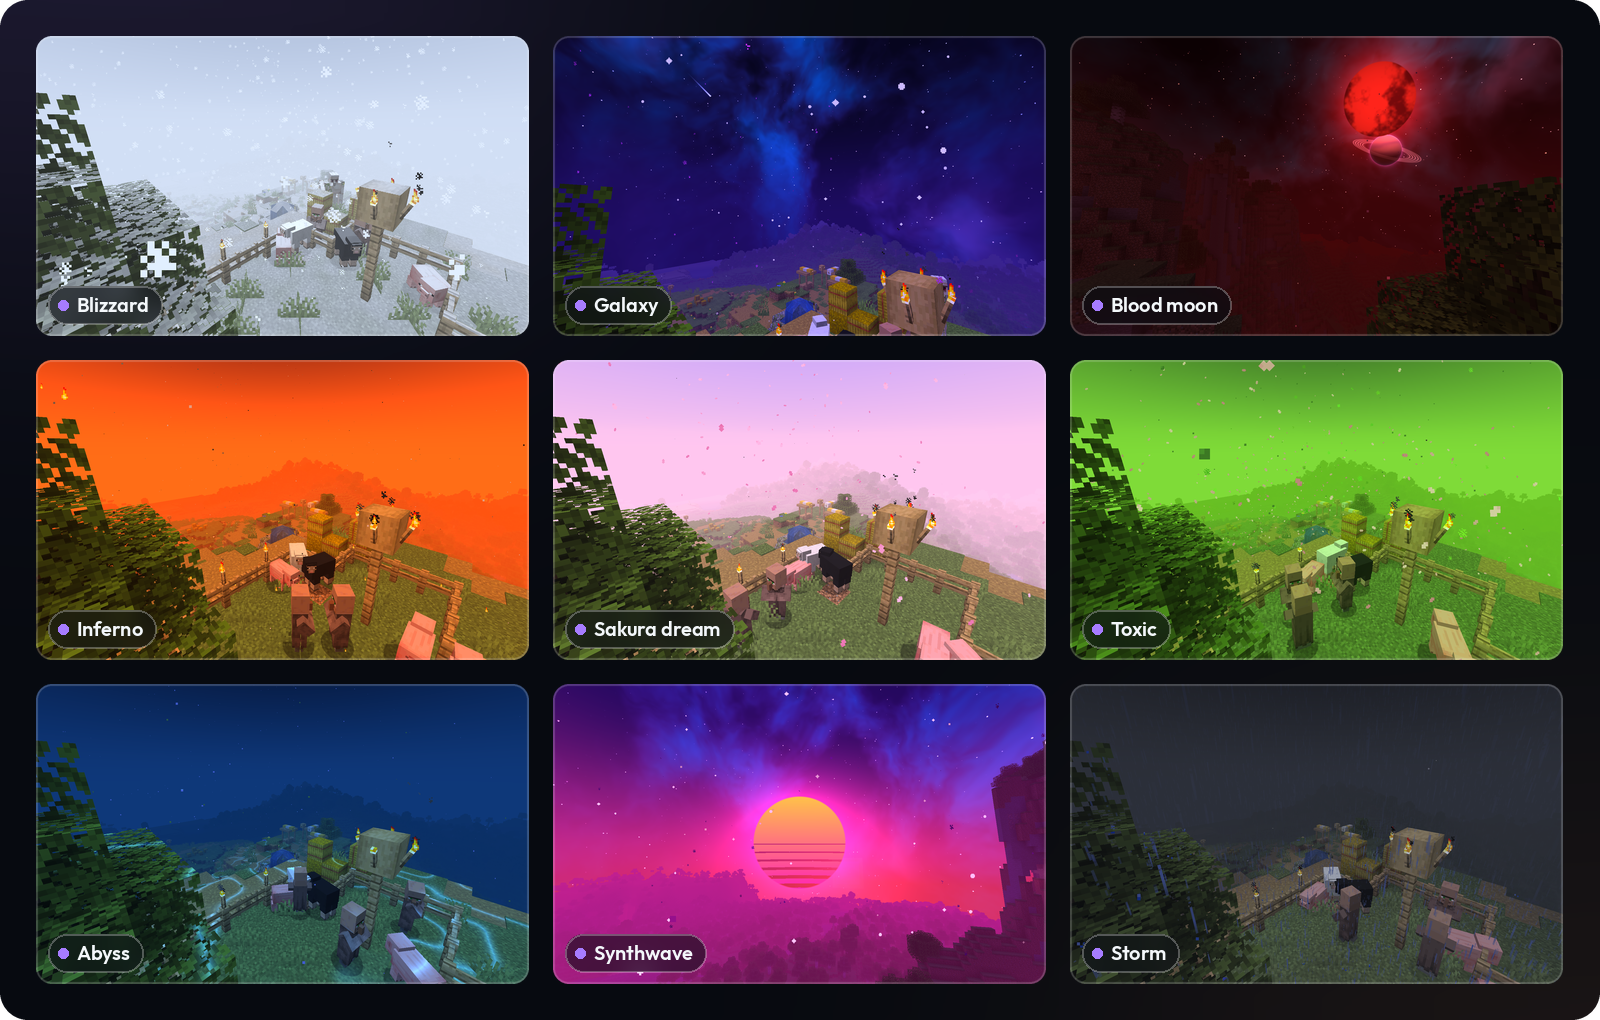 Blizzard
Galaxy
Blood moon
Inferno
Sakura dream
Toxic
Abyss
Synthwave
Storm